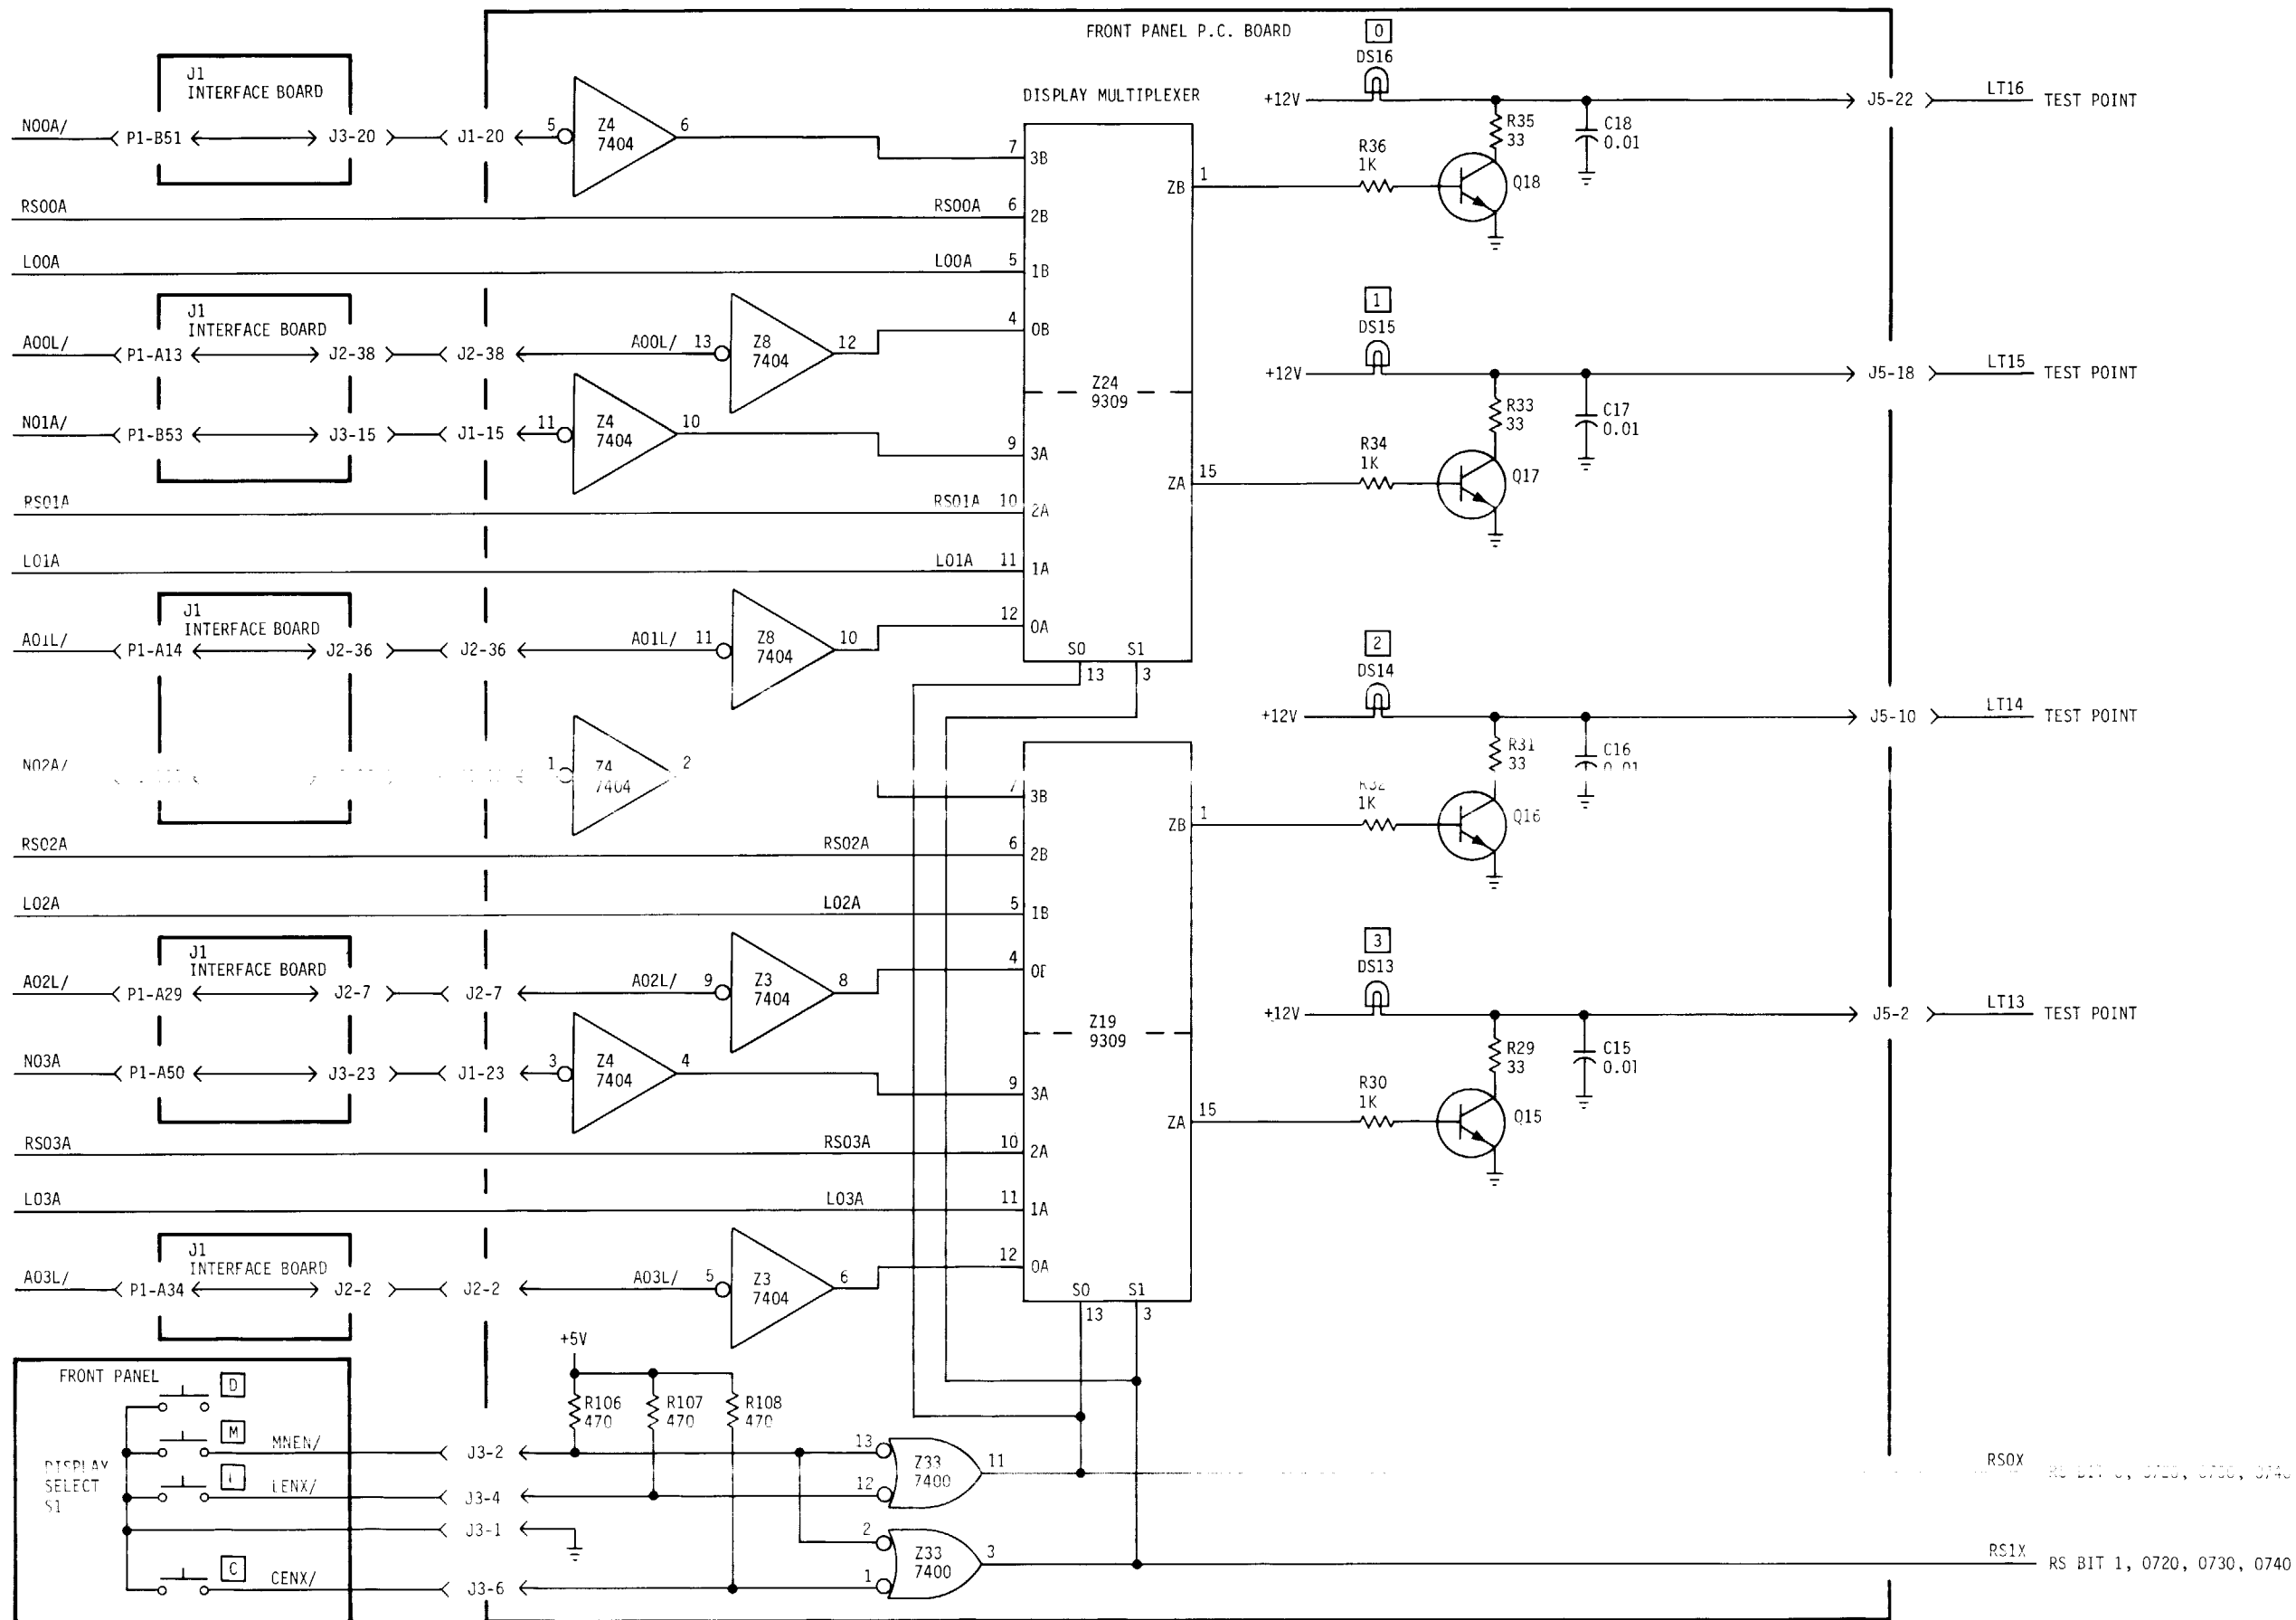 FRONT PANEL P.C. BOARD
0
DS16
J1
INTERFACE BOARD
DISPLAY MULTIPLEXER
+12V
J5-22
LT16
TEST POINT
N00A/
P1-B51
J3-20
J1-20
5
Z4
7404
6
7
3B
R35
33
C18
0.01
R36
1K
Q18
ZB
1
RS00A
RS00A
6
2B
L00A
L00A
5
1B
J1
INTERFACE BOARD
1
DS15
A00L/
P1-A13
J2-38
J2-38
A00L/
13
Z8
7404
12
4
0B
+12V
J5-18
LT15
TEST POINT
Z24
9309
R33
33
C17
0.01
N01A/
P1-B53
J3-15
J1-15
11
Z4
7404
10
9
3A
R34
1K
Q17
ZA
15
RS01A
RS01A
10
2A
L01A
L01A
11
1A
J1
INTERFACE BOARD
A01L/
P1-A14
J2-36
J2-36
A01L/
11
Z8
7404
10
12
0A
S0
S1
13
3
2
DS14
+12V
J5-10
LT14
TEST POINT
R31
33
C16
0.01
N02A/
1
Z4
7404
2
7
3B
R32
1K
Q16
ZB
1
RS02A
RS02A
6
2B
L02A
L02A
5
1B
J1
INTERFACE BOARD
3
DS13
A02L/
P1-A29
J2-7
J2-7
A02L/
9
Z3
7404
8
4
+12V
J5-2
LT13
TEST POINT
Z19
9309
R29
33
C15
0.01
N03A
P1-A50
J3-23
J1-23
3
Z4
7404
4
9
3A
R30
1K
Q15
ZA
15
RS03A
RS03A
10
2A
L03A
L03A
11
1A
J1
INTERFACE BOARD
A03L/
P1-A34
J2-2
J2-2
A03L/
5
Z3
7404
6
12
0A
S0
S1
13
3
+5V
FRONT PANEL
D
R106
470
R107
470
R108
470
M
MNEN/
J3-2
13
Z33
7400
11
RS0X
DISPLAY
SELECT
S1
L
LENX/
J3-4
12
J3-1
2
Z33
7400
3
RS1X
RS BIT 1, 0720, 0730, 0740
C
CENX/
J3-6
1